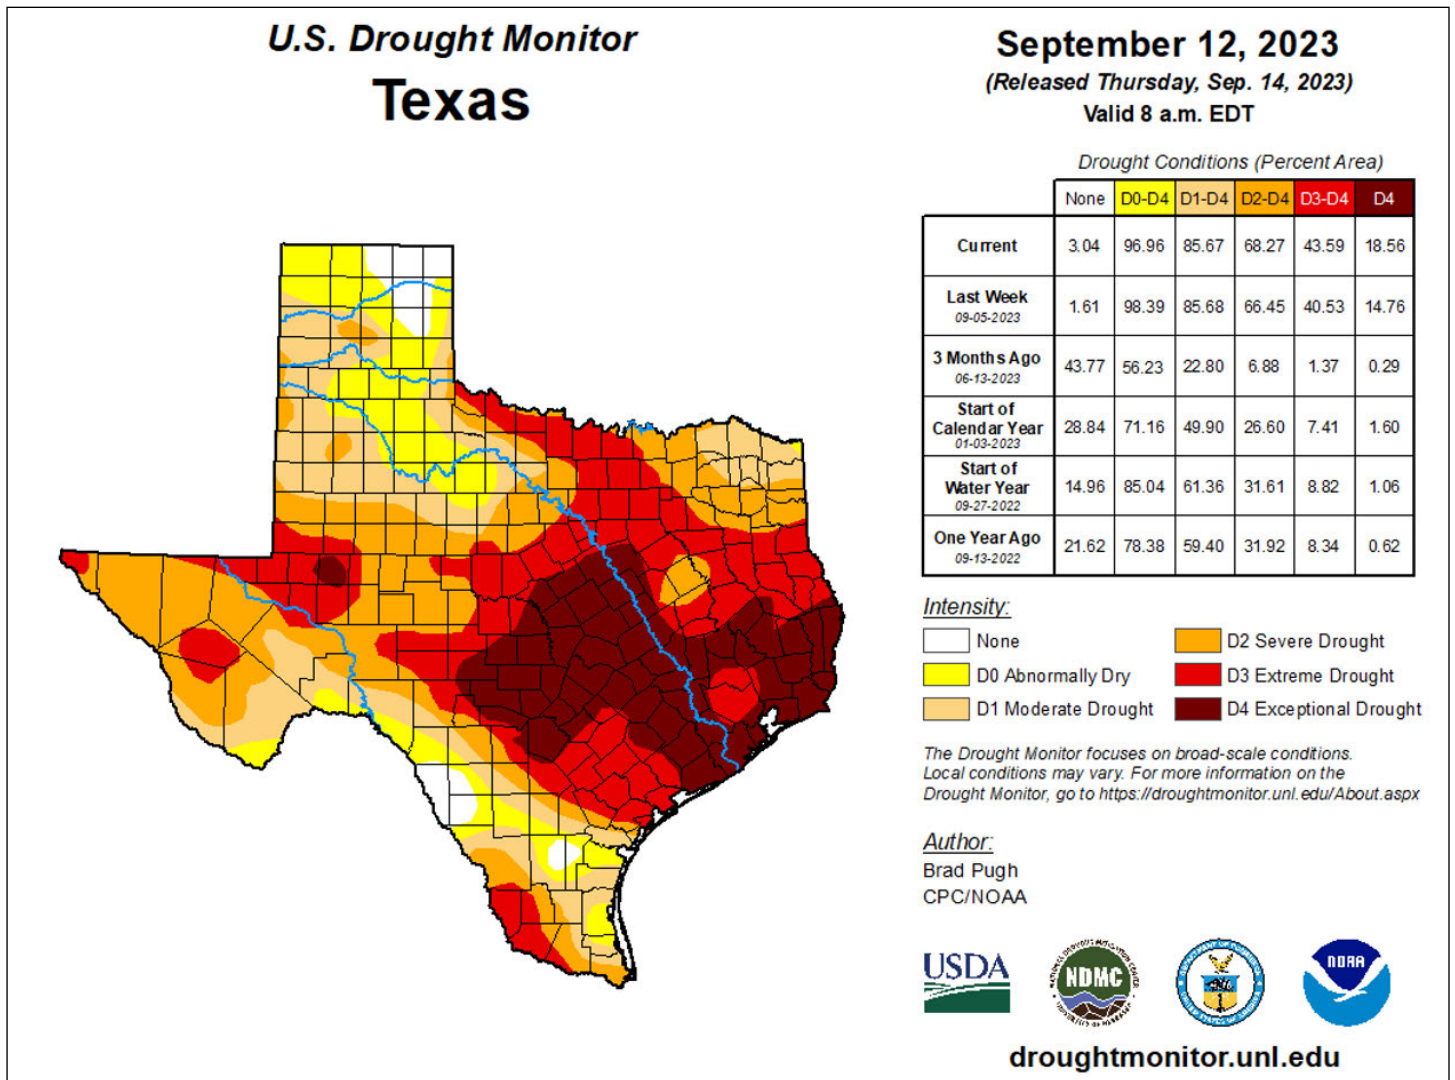 U.S. Drought Monitor
Texas
September 12, 2023
(Released Thursday, Sep. 14, 2023)
Valid 8 a.m. EDT
Drought Conditions (Percent Area)
None D0-D4 D1-D4 D2-D4 D3-D4 D4
Current 3.04 96.96 85.67 68.27 43.59 18.56
Last Week
09-05-2023 1.61 98.39 85.68 66.45 40.53 14.76
3 Months Ago
06-13-2023 43.77 56.23 22.80 6.88 1.37 0.29
Start of
Calendar Year
01-03-2023 28.84 71.16 49.90 26.60 7.41 1.60
Start of
Water Year
09-27-2022 14.96 85.04 61.36 31.61 8.82 1.06
One Year Ago
09-13-2022 21.62 78.38 59.40 31.92 8.34 0.62
Intensity:
None
D0 Abnormally Dry
D1 Moderate Drought
D2 Severe Drought
D3 Extreme Drought
D4 Exceptional Drought
The Drought Monitor focuses on broad-scale conditions.
Local conditions may vary. For more information on the
Drought Monitor, go to https://droughtmonitor.unl.edu/About.aspx
Author:
Brad Pugh
CPC/NOAA
USDA
NDMC
NOAA
droughtmonitor.unl.edu